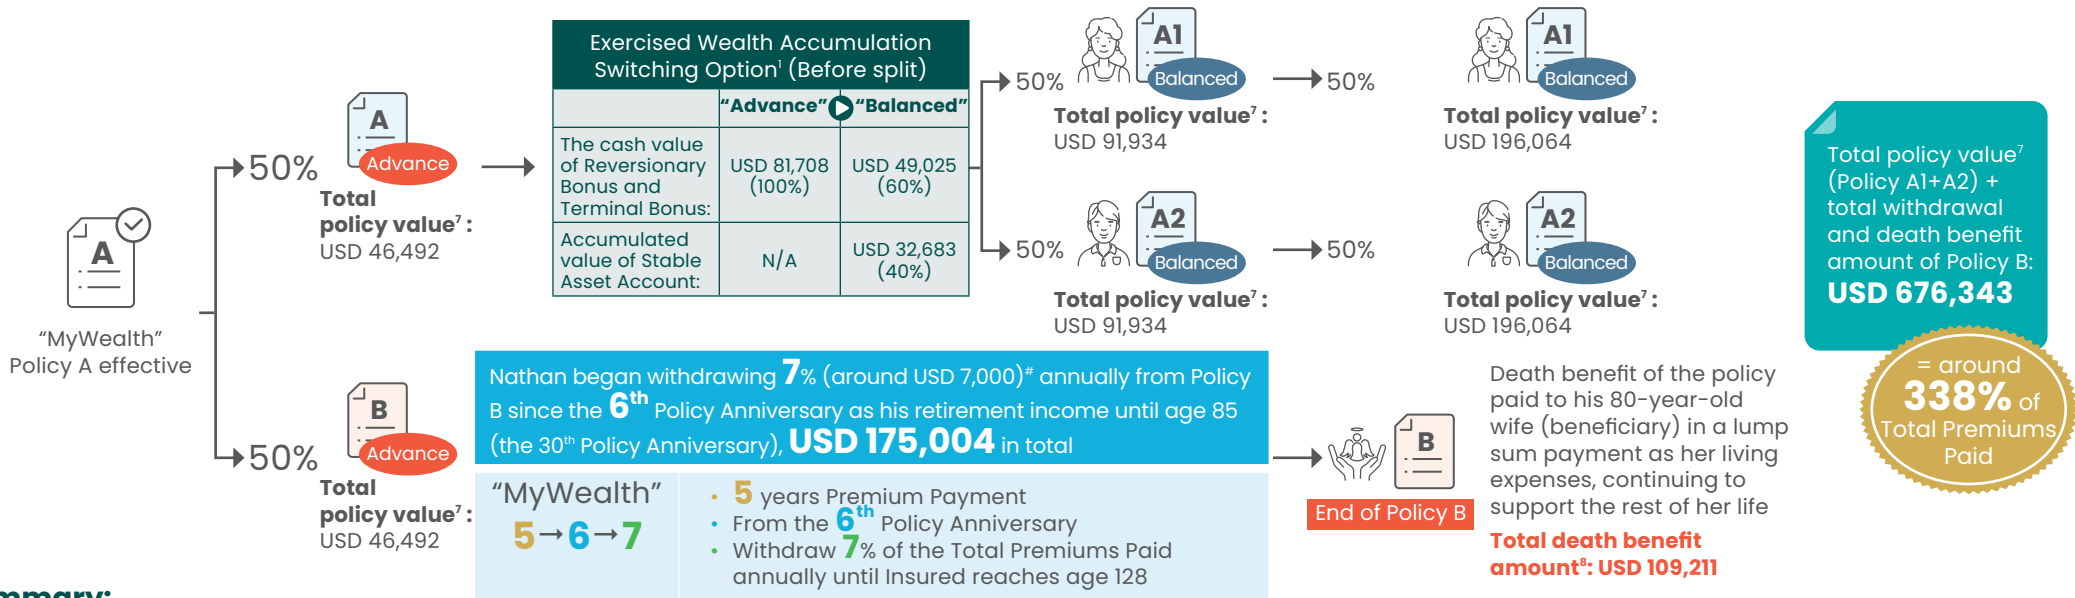 A
“MyWealth”
Policy A effective
50%
A
Advance
Total
policy value⁷ :
USD 46,492
50%
B
Advance
Total
policy value⁷ :
USD 46,492
Exercised Wealth Accumulation
Switching Option¹ (Before split)
“Advance” “Balanced”
The cash value
of Reversionary
Bonus and
Terminal Bonus:
USD 81,708
(100%)
USD 49,025
(60%)
Accumulated
value of Stable
Asset Account:
N/A
USD 32,683
(40%)
50%
A1
Balanced
Total policy value⁷ :
USD 91,934
50%
A1
Balanced
Total policy value⁷ :
USD 196,064
50%
A2
Balanced
Total policy value⁷ :
USD 91,934
50%
A2
Balanced
Total policy value⁷ :
USD 196,064
Nathan began withdrawing 7% (around USD 7,000)# annually from Policy
B since the 6th Policy Anniversary as his retirement income until age 85
(the 30th Policy Anniversary), USD 175,004 in total
“MyWealth”
5→6→7
• 5 years Premium Payment
• From the 6th Policy Anniversary
• Withdraw 7% of the Total Premiums Paid
annually until Insured reaches age 128
B
End of Policy B
Death benefit of the policy
paid to his 80-year-old
wife (beneficiary) in a lump
sum payment as her living
expenses, continuing to
support the rest of her life
Total death benefit
amount⁸: USD 109,211
Total policy value⁷
(Policy A1+A2) +
total withdrawal
and death benefit
amount of Policy B:
USD 676,343
= around
338% of
Total Premiums
Paid